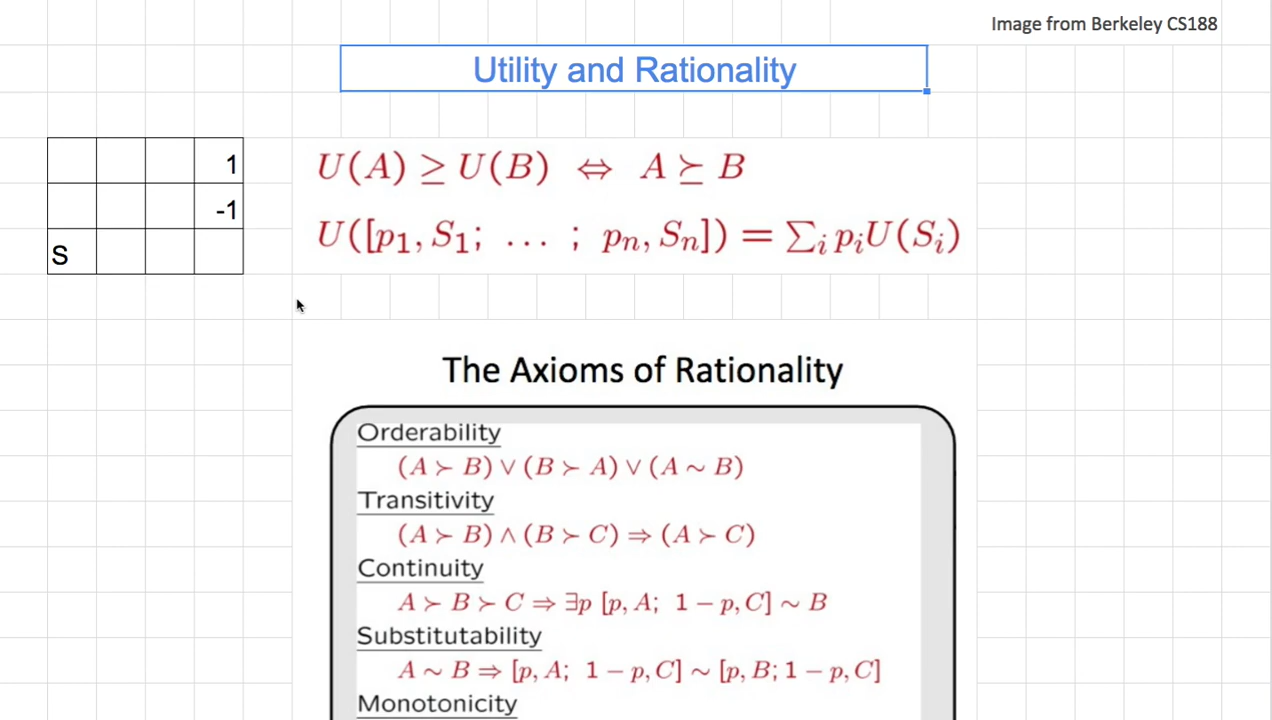 Image from Berkeley CS188
Utility and Rationality
1
-1
S
U(A) ≥ U(B) ⇔ A ⪰ B
U([p₁, S₁; … ; pₙ, Sₙ]) = ∑ᵢ pᵢU(Sᵢ)
The Axioms of Rationality
Orderability
(A ≻ B) ∨ (B ≻ A) ∨ (A ∼ B)
Transitivity
(A ≻ B) ∧ (B ≻ C) ⇒ (A ≻ C)
Continuity
A ≻ B ≻ C ⇒ ∃p [p, A; 1 − p, C] ∼ B
Substitutability
A ∼ B ⇒ [p, A; 1 − p, C] ∼ [p, B; 1 − p, C]
Monotonicity